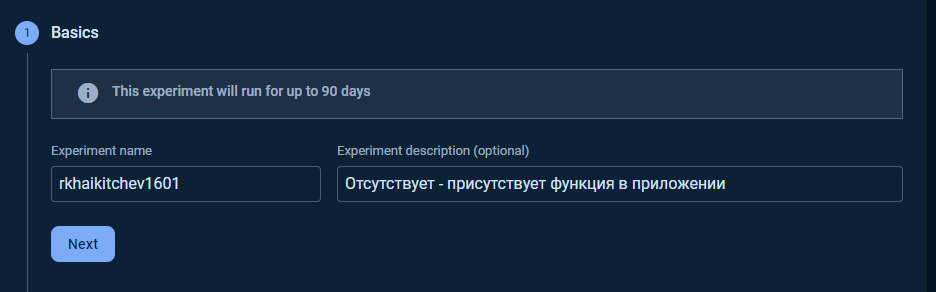 1 Basics
This experiment will run for up to 90 days
Experiment name
Experiment description (optional)
rkhaikitchev1601
Отсутствует - присутствует функция в приложении
Next